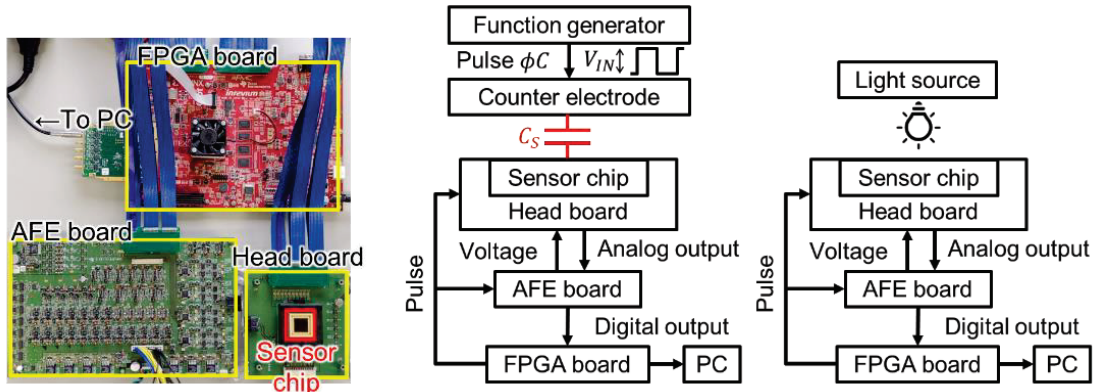 FPGA board
←To PC
AFE board
Head board
Sensor
chip
Function generator
Pulse ϕC
V_IN
Counter electrode
C_S
Sensor chip
Head board
Voltage
Analog output
Pulse
AFE board
Digital output
FPGA board
PC
Light source
Sensor chip
Head board
Voltage
Analog output
Pulse
AFE board
Digital output
FPGA board
PC